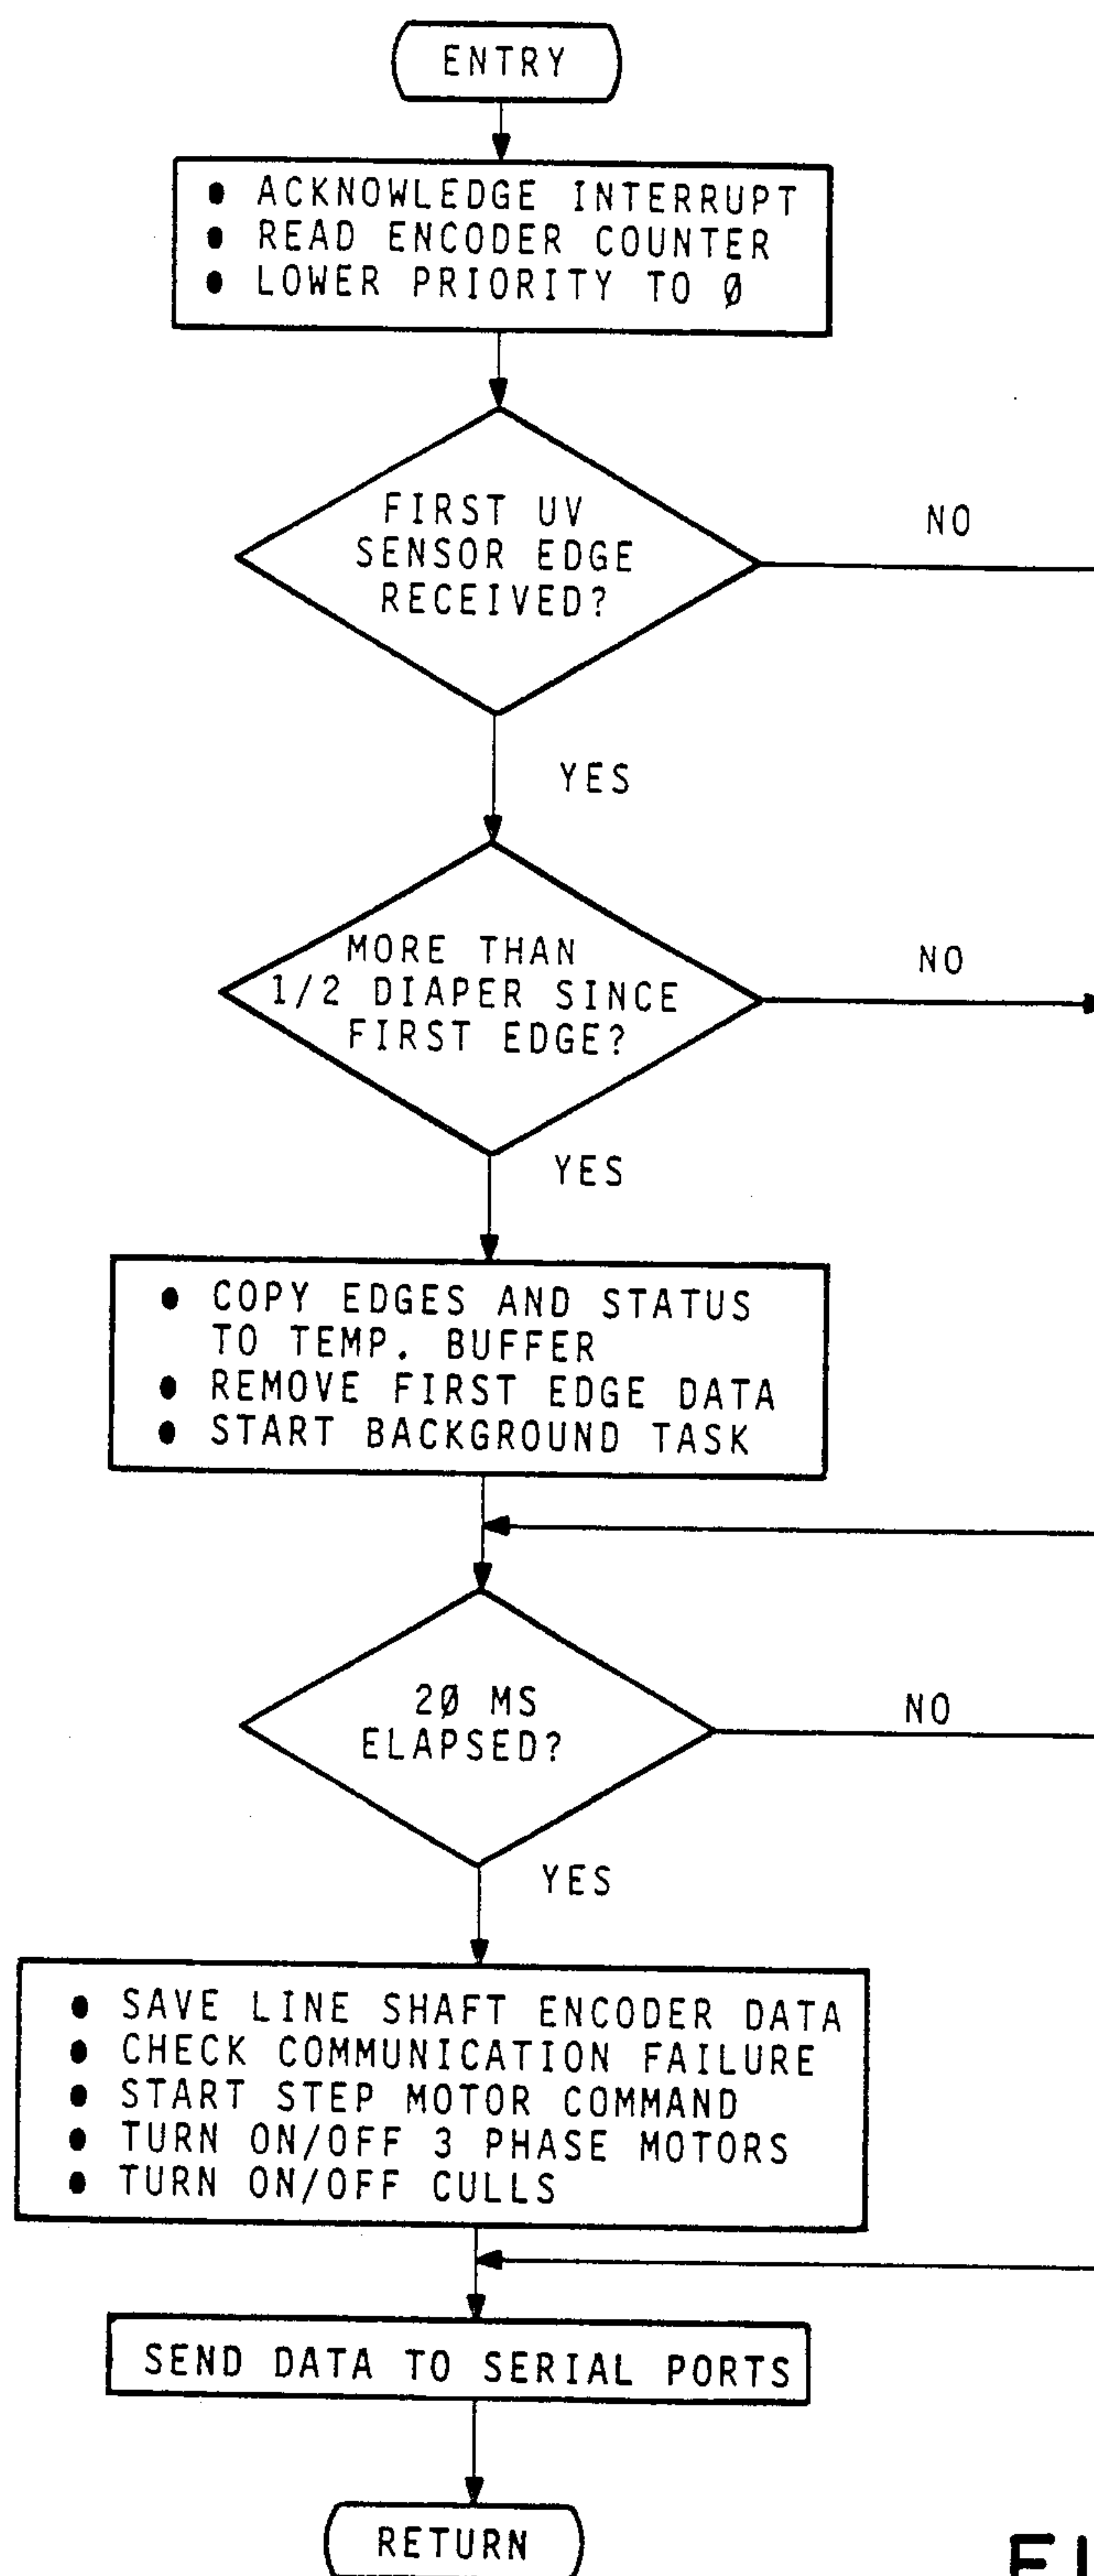 ENTRY
• ACKNOWLEDGE INTERRUPT
• READ ENCODER COUNTER
• LOWER PRIORITY TO Ø
FIRST UV
SENSOR EDGE
RECEIVED?
NO
YES
MORE THAN
1/2 DIAPER SINCE
FIRST EDGE?
NO
YES
• COPY EDGES AND STATUS
TO TEMP. BUFFER
• REMOVE FIRST EDGE DATA
• START BACKGROUND TASK
2Ø MS
ELAPSED?
NO
YES
• SAVE LINE SHAFT ENCODER DATA
• CHECK COMMUNICATION FAILURE
• START STEP MOTOR COMMAND
• TURN ON/OFF 3 PHASE MOTORS
• TURN ON/OFF CULLS
SEND DATA TO SERIAL PORTS
RETURN